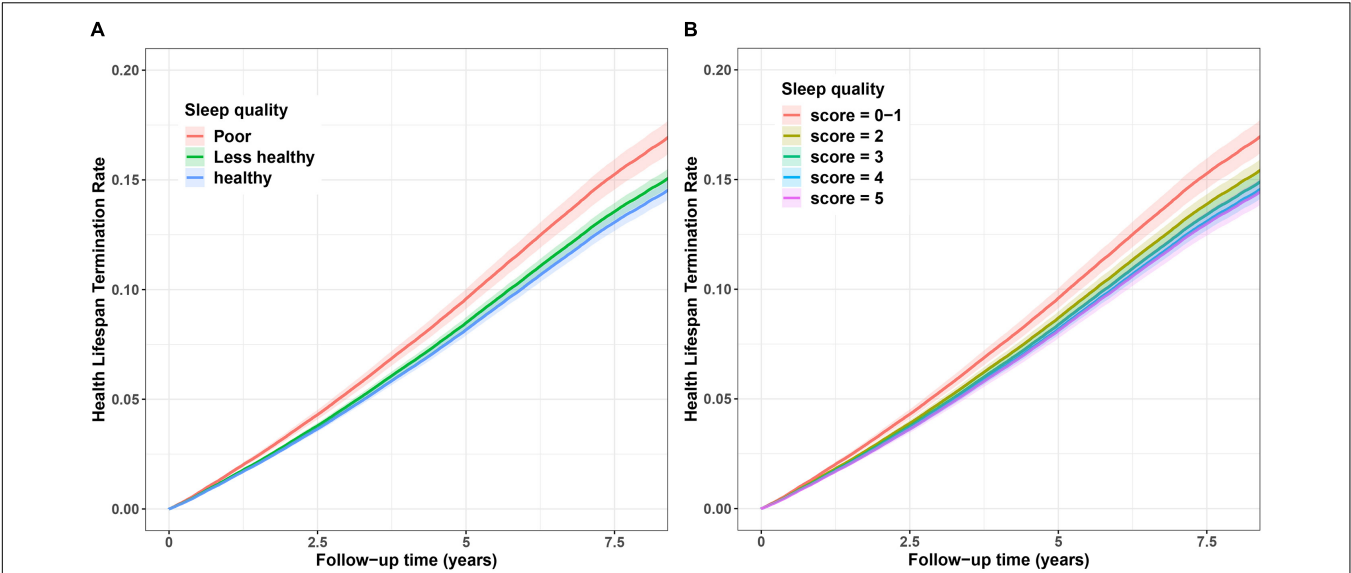 A
Health Lifespan Termination Rate
0.20
0.15
0.10
0.05
0.00
Sleep quality
Poor
Less healthy
healthy
0 2.5 5 7.5
Follow−up time (years)
B
Health Lifespan Termination Rate
0.20
0.15
0.10
0.05
0.00
Sleep quality
score = 0−1
score = 2
score = 3
score = 4
score = 5
0 2.5 5 7.5
Follow−up time (years)